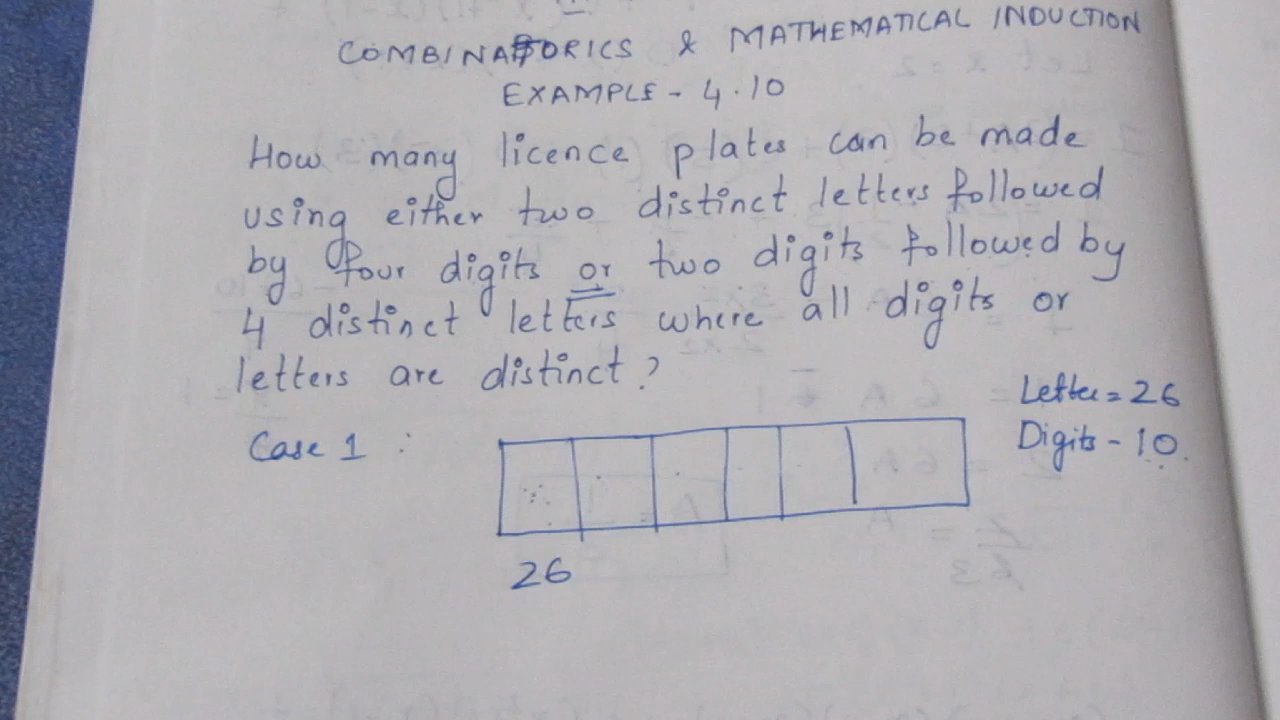 COMBINATORICS & MATHEMATICAL INDUCTION
EXAMPLE - 4.10
How many licence plates can be made
using either two distinct letters followed
by four digits or two digits followed by
4 distinct letters where all digits or
letters are distinct?
Letter = 26
Case 1 :
Digits - 10.
26